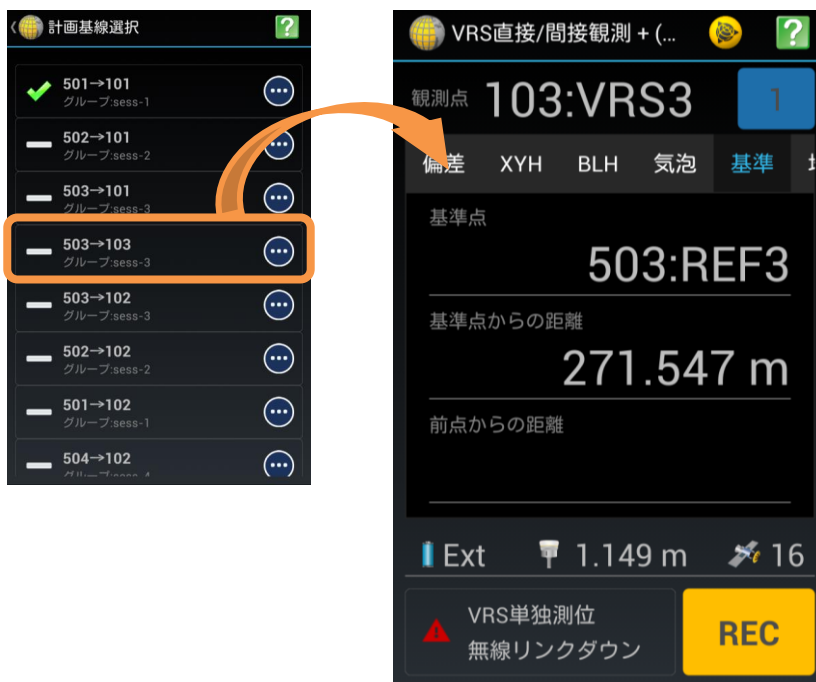 計画基線選択
?
501→101
グループ:sess-1
502→101
グループ:sess-2
503→101
グループ:sess-3
503→103
グループ:sess-3
503→102
グループ:sess-3
502→102
グループ:sess-2
501→102
グループ:sess-1
504→102
グループ:sess-4
VRS直接/間接観測 + (...
?
観測点 103:VRS3 1
偏差 XYH BLH 気泡 基準
基準点
503:REF3
基準点からの距離
271.547 m
前点からの距離
Ext 1.149 m 16
VRS単独測位
無線リンクダウン
REC